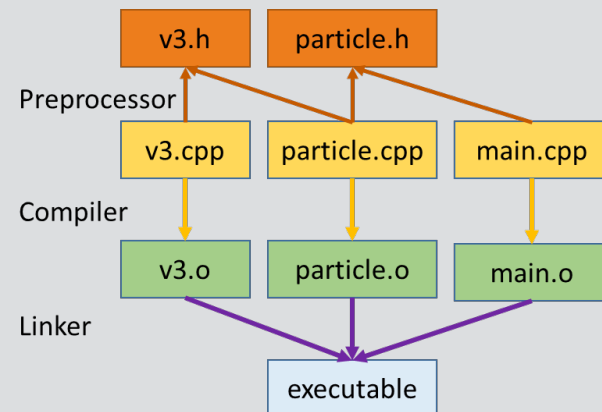 v3.h
particle.h
Preprocessor
v3.cpp
particle.cpp
main.cpp
Compiler
v3.o
particle.o
main.o
Linker
executable